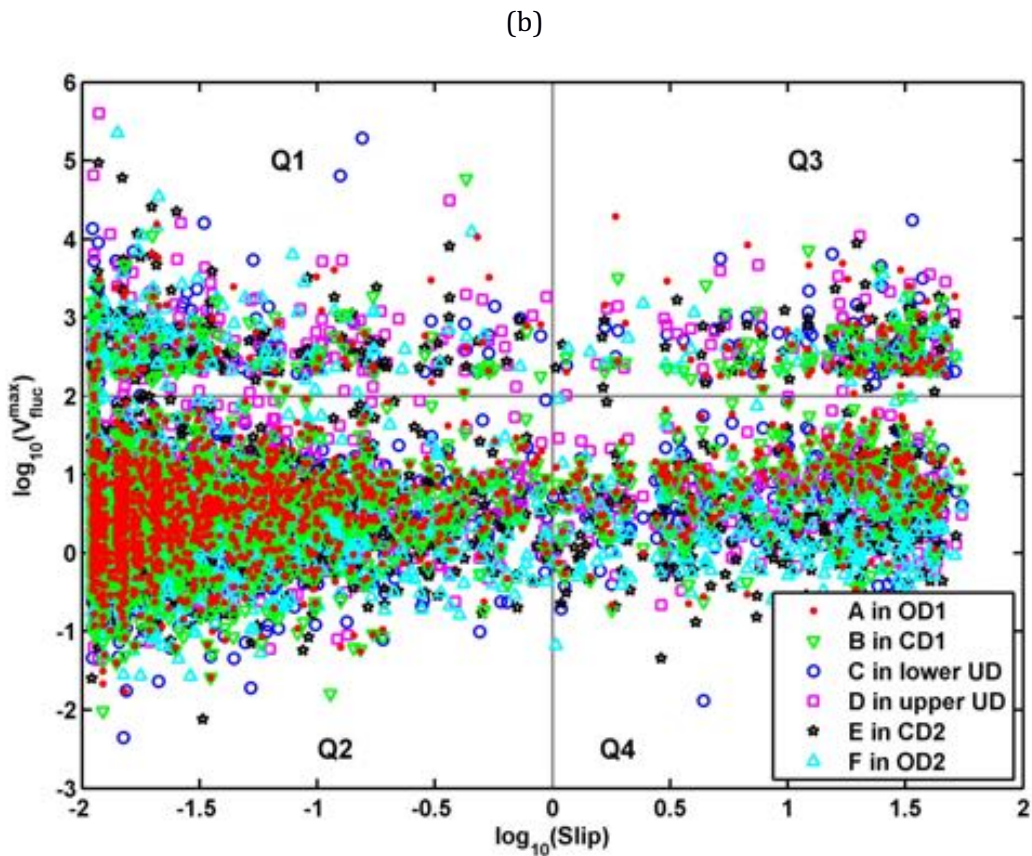 (b)
6
5
4
3
2
1
0
-1
-2
-3
log10(V^max_fluc)
Q1
Q3
Q2
Q4
A in OD1
B in CD1
C in lower UD
D in upper UD
E in CD2
F in OD2
-2 -1.5 -1 -0.5 0 0.5 1 1.5 2
log10(Slip)